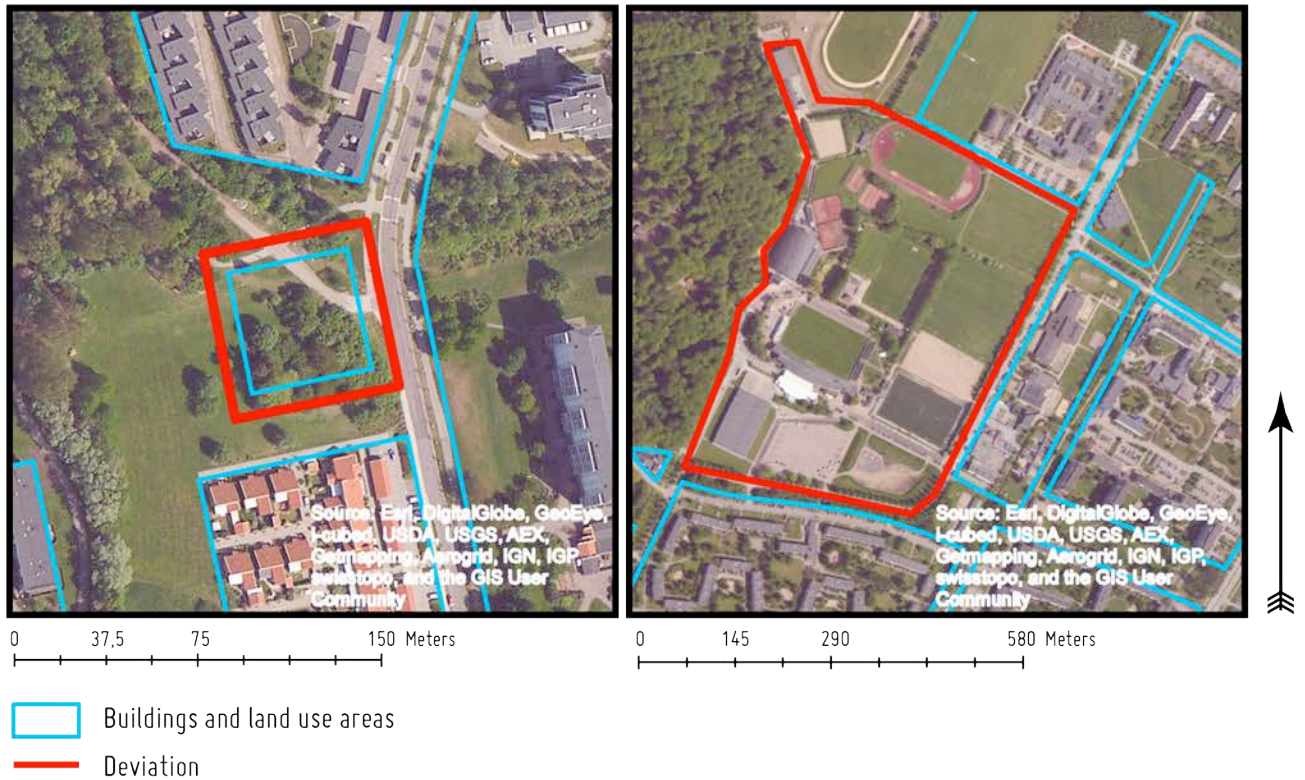 Source: Esri, DigitalGlobe, GeoEye,
i-cubed, USDA, USGS, AEX,
Getmapping, Aerogrid, IGN, IGP,
swisstopo, and the GIS User
Community
Source: Esri, DigitalGlobe, GeoEye,
i-cubed, USDA, USGS, AEX,
Getmapping, Aerogrid, IGN, IGP,
swisstopo, and the GIS User
Community
0 37,5 75 150 Meters
0 145 290 580 Meters
Buildings and land use areas
Deviation